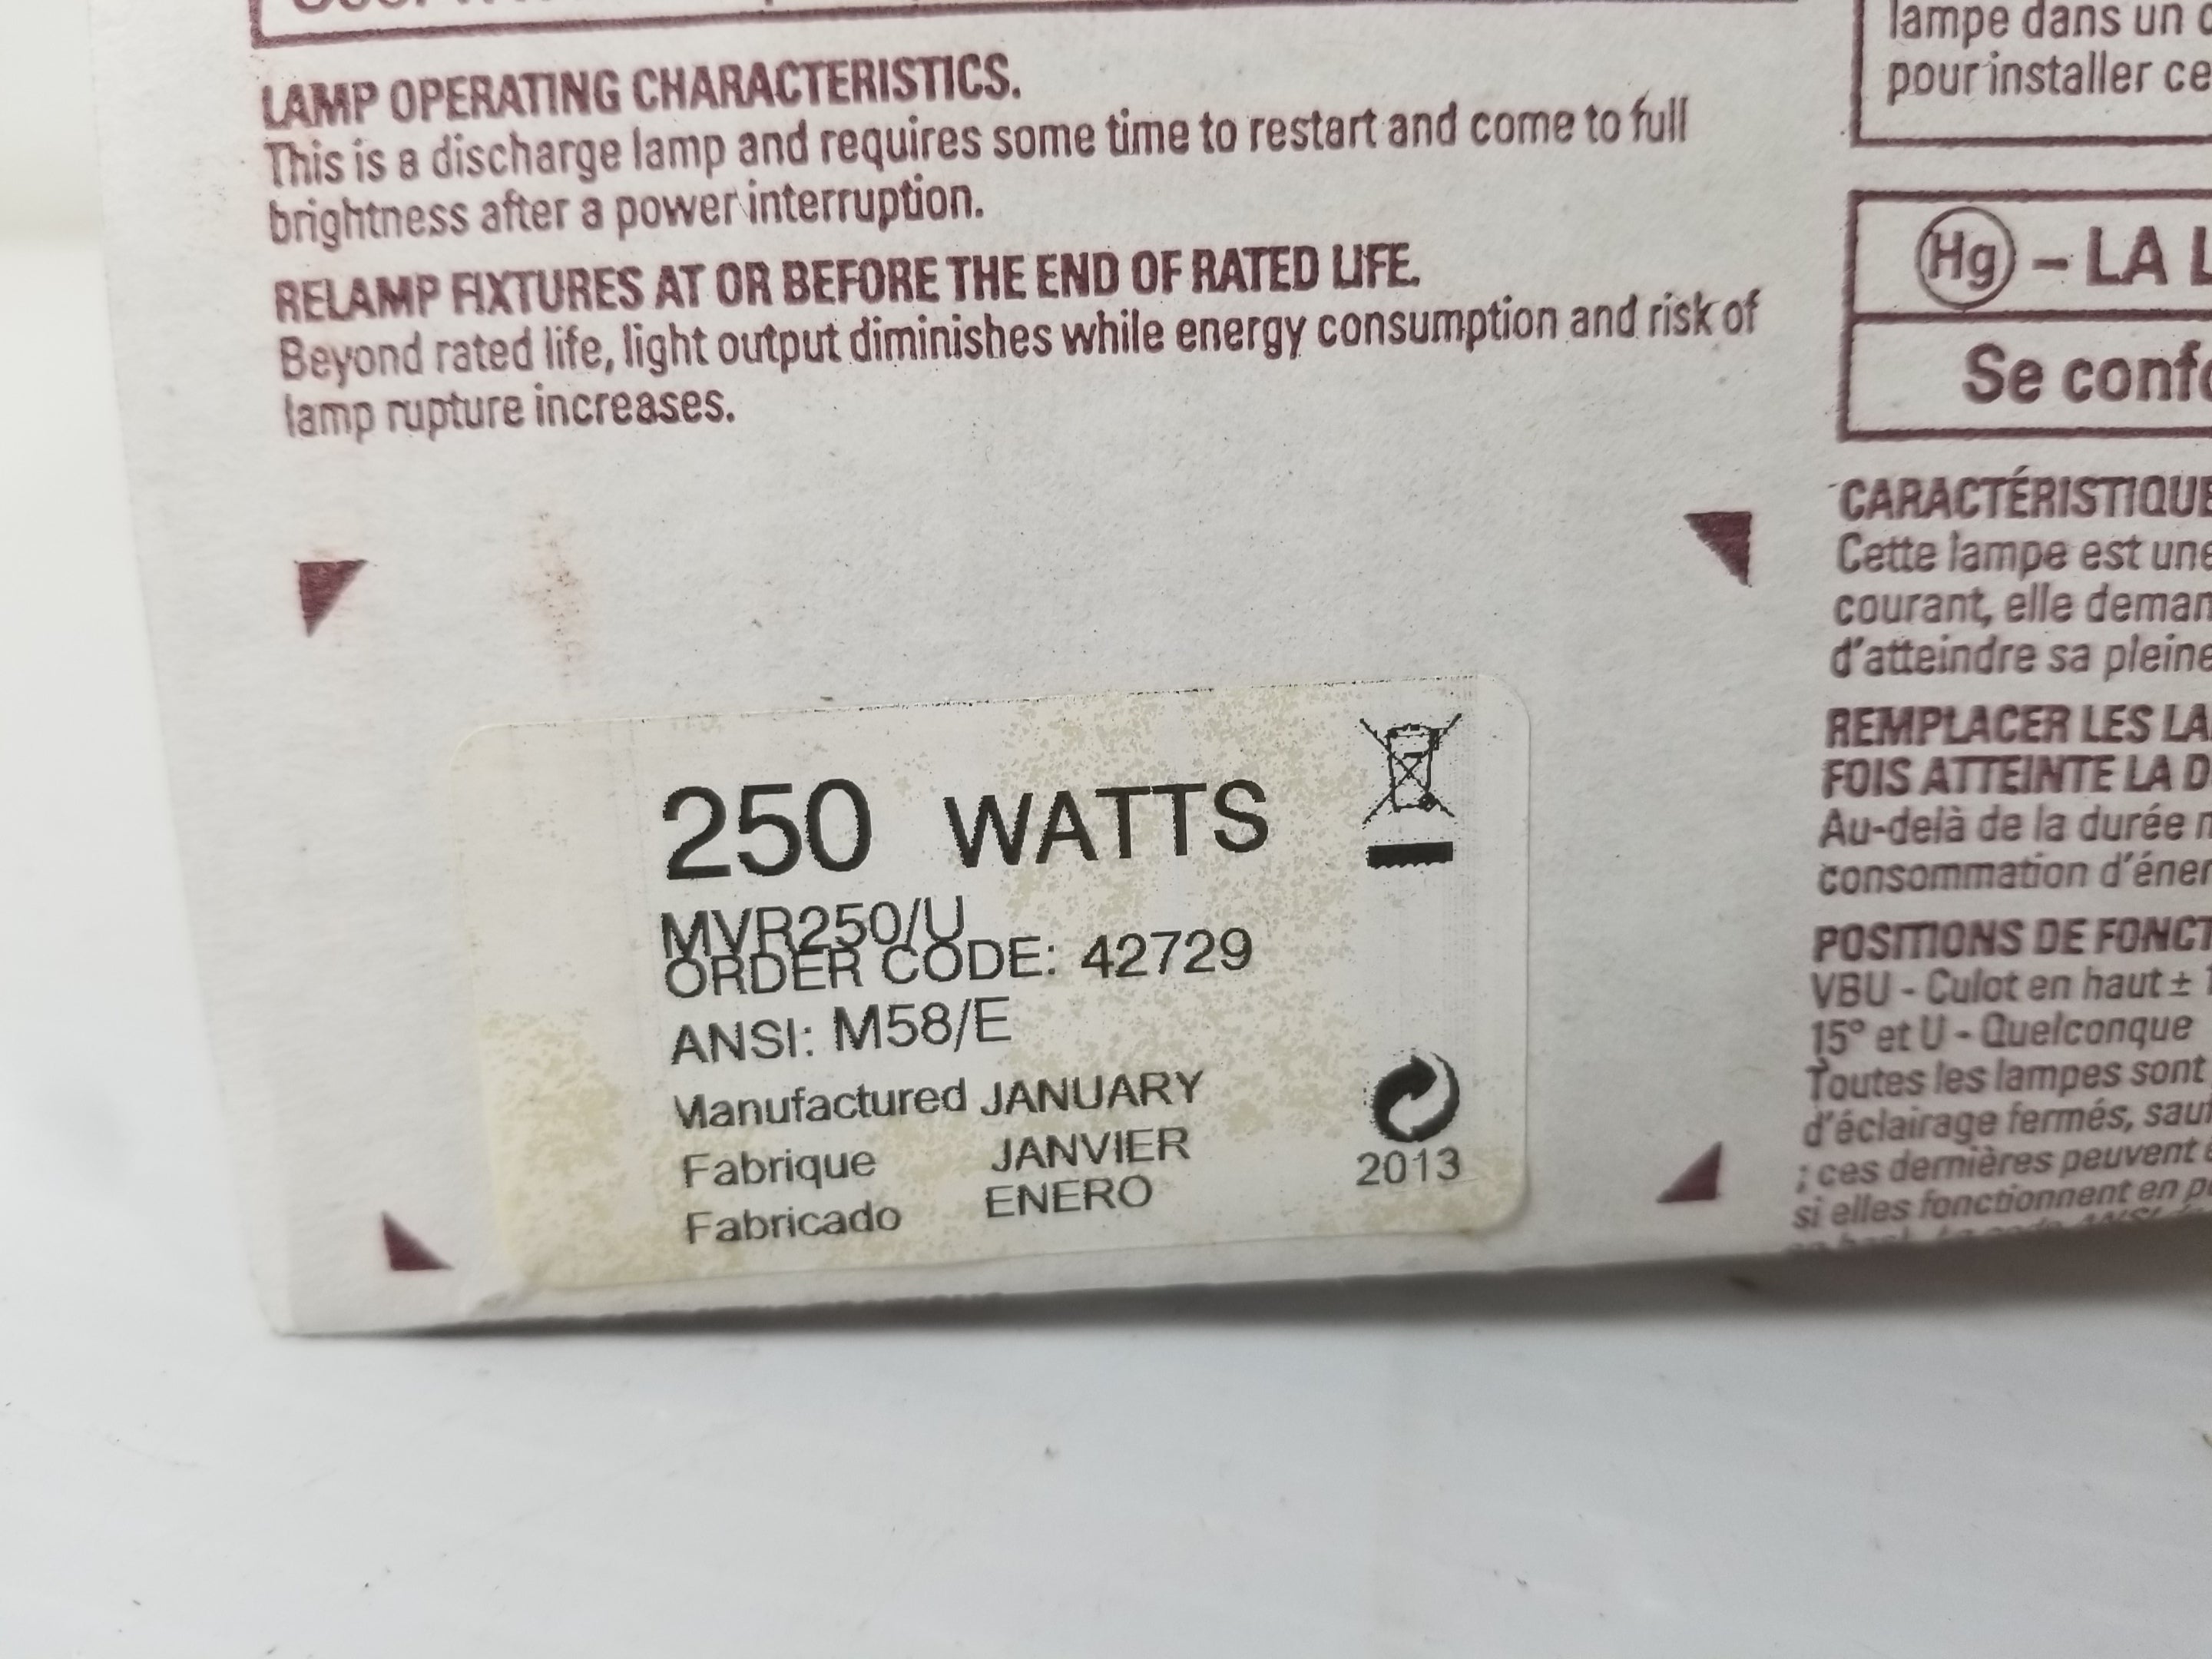 LAMP OPERATING CHARACTERISTICS.
This is a discharge lamp and requires some time to restart and come to full
brightness after a power interruption.
RELAMP FIXTURES AT OR BEFORE THE END OF RATED LIFE.
Beyond rated life, light output diminishes while energy consumption and risk of
lamp rupture increases.
250 WATTS
MVR250/U
ORDER CODE: 42729
ANSI: M58/E
Manufactured JANUARY
Fabrique JANVIER
Fabricado ENERO
2013
lampe dans un
pour installer ce
Hg - LA L
Se conf
CARACTÉRISTIQUE
Cette lampe est une
courant, elle deman
d'atteindre sa pleine
REMPLACER LES LA
FOIS ATTEINTE LA D
Au-delà de la durée
consommation d'éner
POSITIONS DE FONCT
VBU - Culot en haut ± 1
15° et U - Quelconque
Toutes les lampes sont
d'éclairage fermés, sauf
; ces dernières peuvent
si elles fonctionnent en